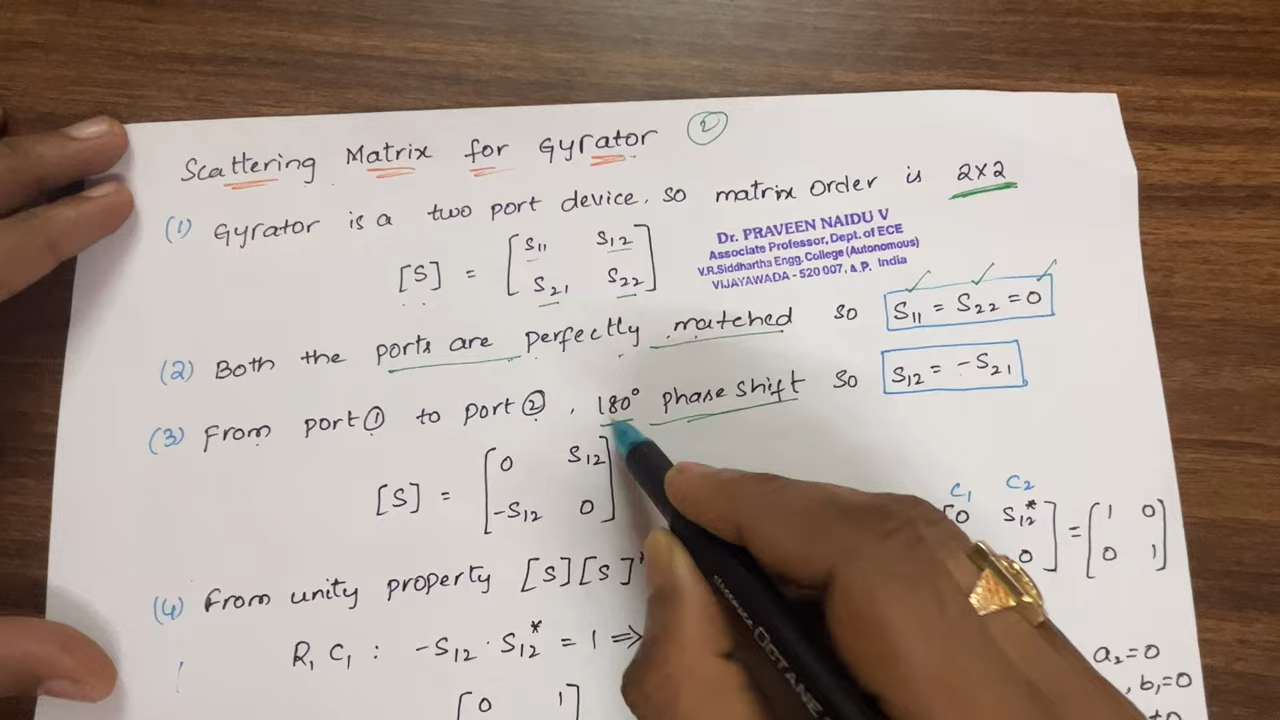 Scattering Matrix for Gyrator ②
(1) Gyrator is a two port device, so matrix order is 2×2
Dr. PRAVEEN NAIDU V
Associate Professor, Dept. of ECE
V.R.Siddhartha Engg. College (Autonomous)
VIJAYAWADA - 520 007, A.P. India
[S] = [S11 S12
S21 S22]
(2) Both the ports are perfectly matched so S11 = S22 = 0
(3) From port ① to port ②, 180° phase shift so S12 = -S21
[S] = [0 S12
-S12 0]
C1 C2
[0 S12*
0] = [1 0
0 1]
(4) From unity property [S][S]*
R1 C1 : -S12 · S12* = 1 ⇒
a2=0
, b1=0
[0 1]
OCTANE